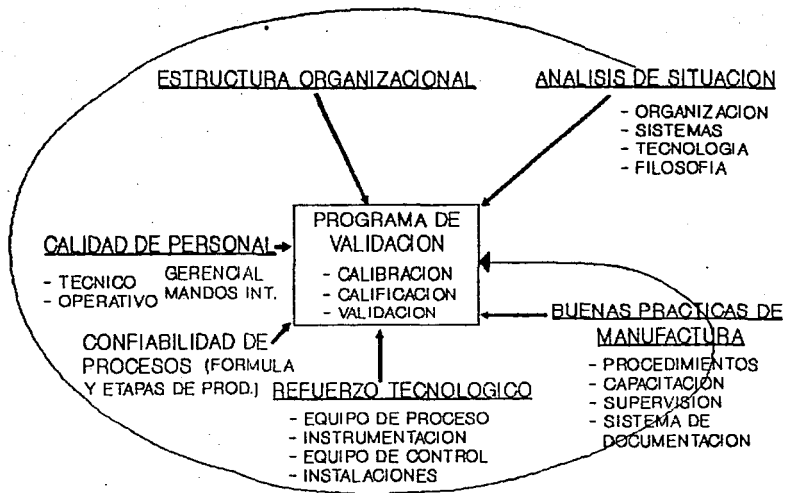 ESTRUCTURA ORGANIZACIONAL
ANALISIS DE SITUACION
- ORGANIZACION
- SISTEMAS
- TECNOLOGIA
- FILOSOFIA
PROGRAMA DE
VALIDACION
- CALIBRACION
- CALIFICACION
- VALIDACION
CALIDAD DE PERSONAL
- TECNICO GERENCIAL
- OPERATIVO MANDOS INT.
CONFIABILIDAD DE
PROCESOS (FORMULA
Y ETAPAS DE PROD.)
REFUERZO TECNOLOGICO
- EQUIPO DE PROCESO
- INSTRUMENTACION
- EQUIPO DE CONTROL
- INSTALACIONES
BUENAS PRACTICAS DE
MANUFACTURA
- PROCEDIMIENTOS
- CAPACITACIÓN
- SUPERVISION
- SISTEMA DE
DOCUMENTACION